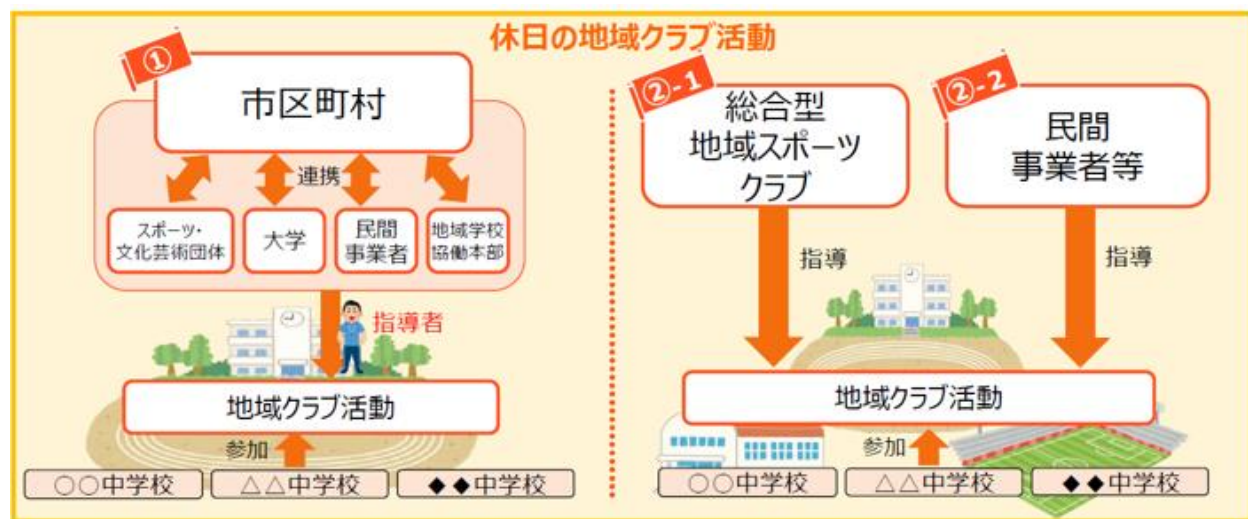 休日の地域クラブ活動
①
市区町村
連携
スポーツ・
文化芸術団体
大学
民間
事業者
地域学校
協働本部
指導者
地域クラブ活動
参加
○○中学校
△△中学校
◆◆中学校
②-1
総合型
地域スポーツ
クラブ
②-2
民間
事業者等
指導
指導
地域クラブ活動
参加
○○中学校
△△中学校
◆◆中学校